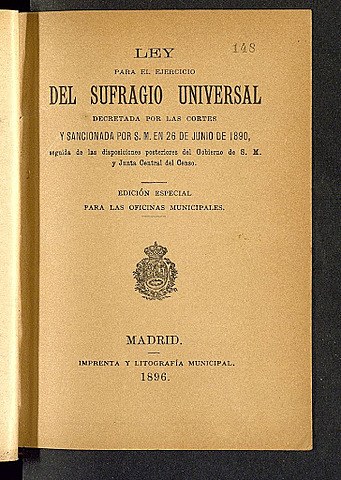 148
LEY
PARA EL EJERCICIO
DEL SUFRAGIO UNIVERSAL
DECRETADA POR LAS CORTES
Y SANCIONADA POR S. M. EN 26 DE JUNIO DE 1890,
seguida de las disposiciones posteriores del Gobierno de S. M.
y Junta Central del Censo.
EDICIÓN ESPECIAL
PARA LAS OFICINAS MUNICIPALES.
MADRID.
IMPRENTA Y LITOGRAFÍA MUNICIPAL.
1896.